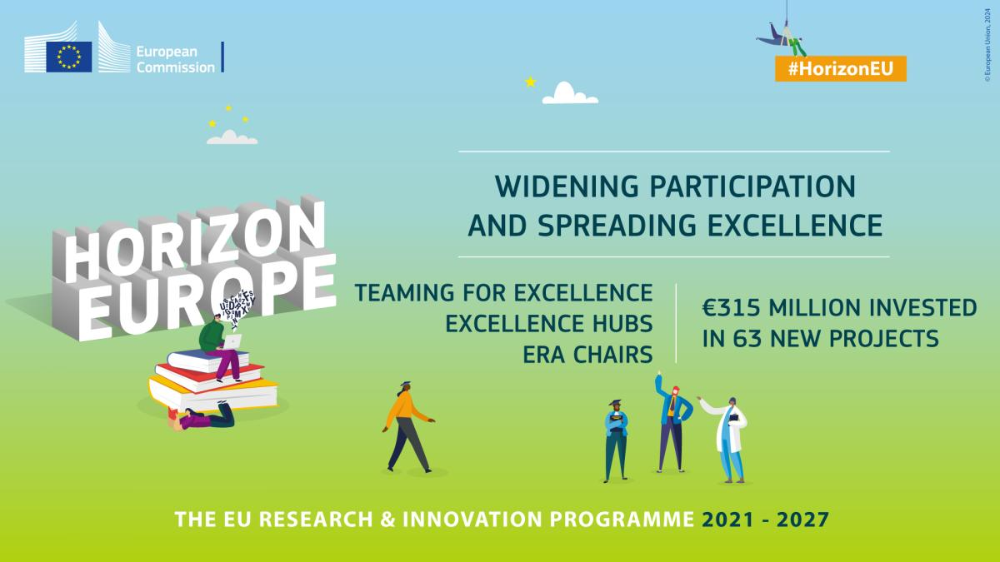 European
Commission
#HorizonEU
© European Union, 2024
WIDENING PARTICIPATION
AND SPREADING EXCELLENCE
HORIZON
EUROPE
TEAMING FOR EXCELLENCE
EXCELLENCE HUBS
ERA CHAIRS
€315 MILLION INVESTED
IN 63 NEW PROJECTS
THE EU RESEARCH & INNOVATION PROGRAMME 2021 - 2027